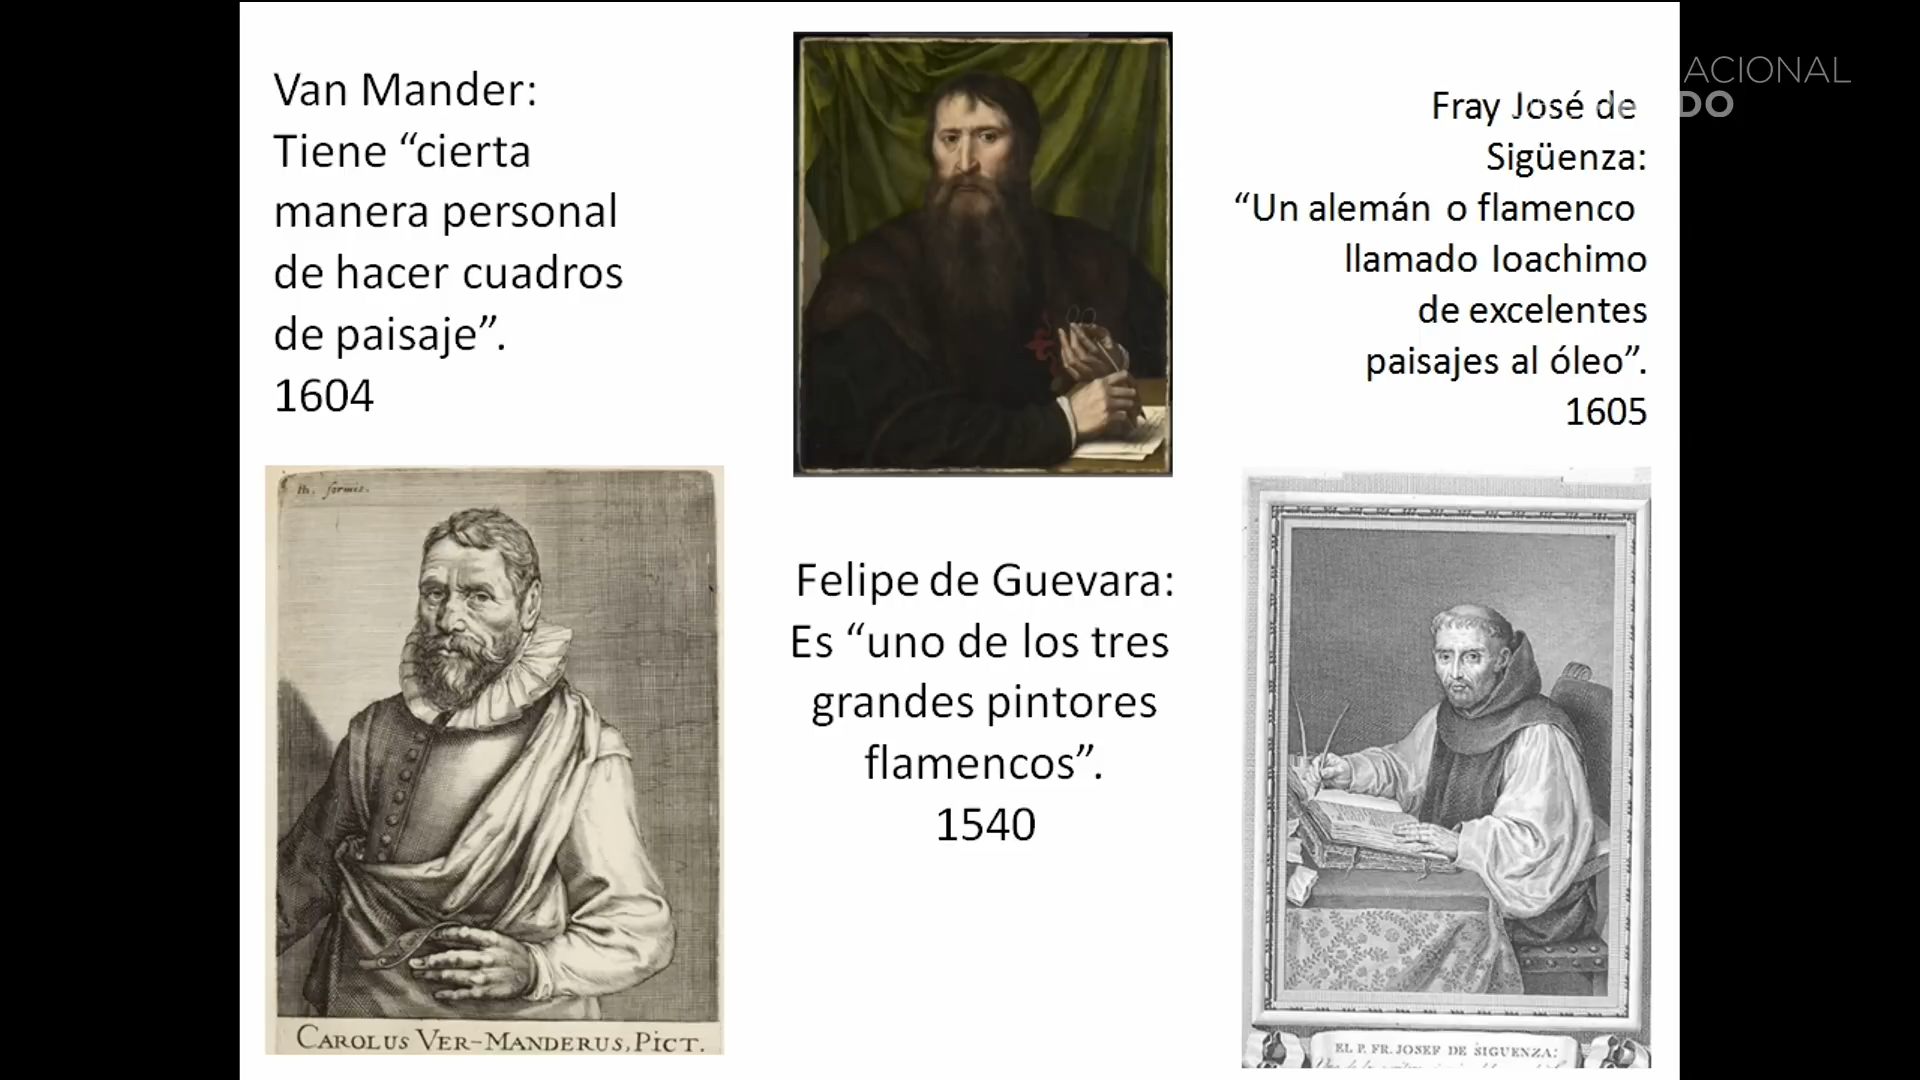 Van Mander:
Tiene “cierta
manera personal
de hacer cuadros
de paisaje”.
1604
Felipe de Guevara:
Es “uno de los tres
grandes pintores
flamencos”.
1540
Fray José de
Sigüenza:
“Un alemán o flamenco
llamado Ioachimo
de excelentes
paisajes al óleo”.
1605
ACIONAL
DO
formis.
CAROLUS VER-MANDERUS, PICT.
EL P. FR. JOSEF DE SIGUENZA: